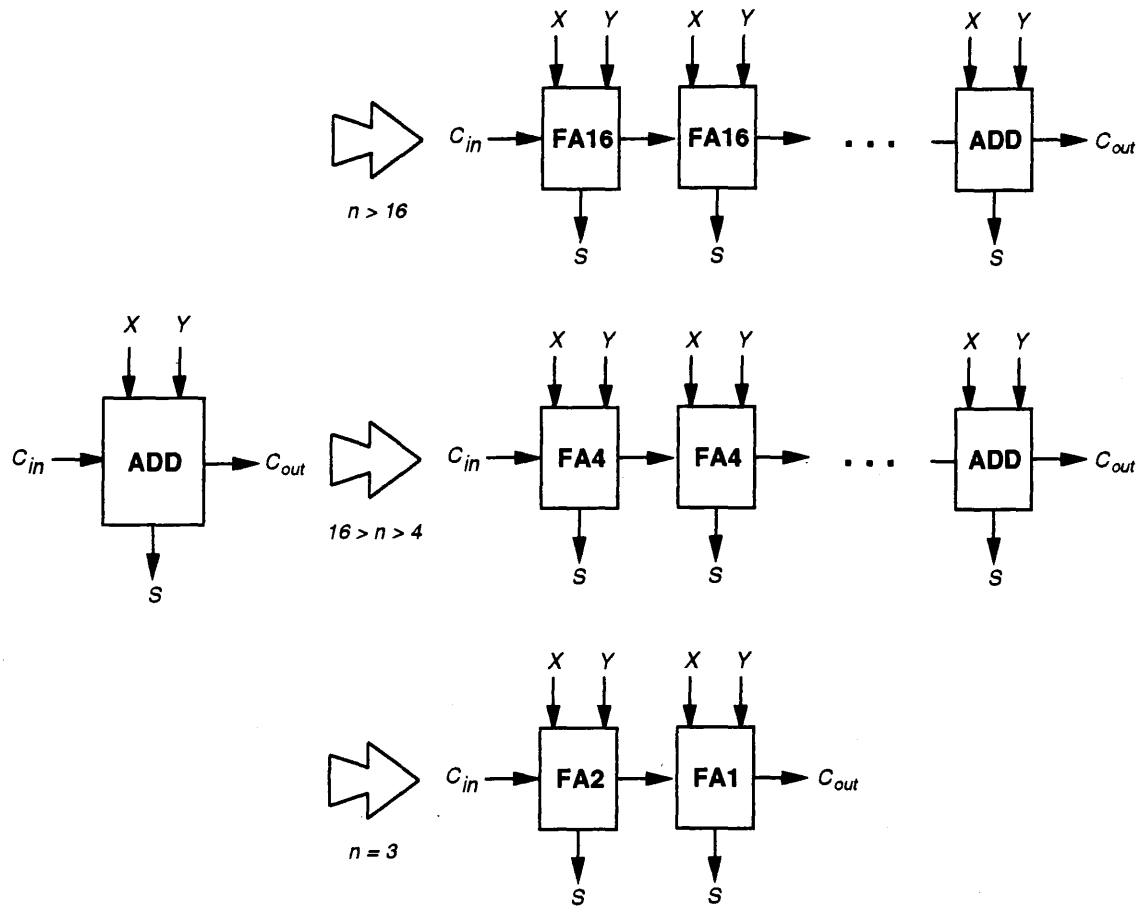 X Y X Y X Y
C_in FA16 FA16 . . . ADD C_out
n > 16
S S S
X Y
C_in ADD C_out
S
X Y X Y X Y
C_in FA4 FA4 . . . ADD C_out
16 > n > 4
S S S
X Y X Y
C_in FA2 FA1 C_out
n = 3
S S